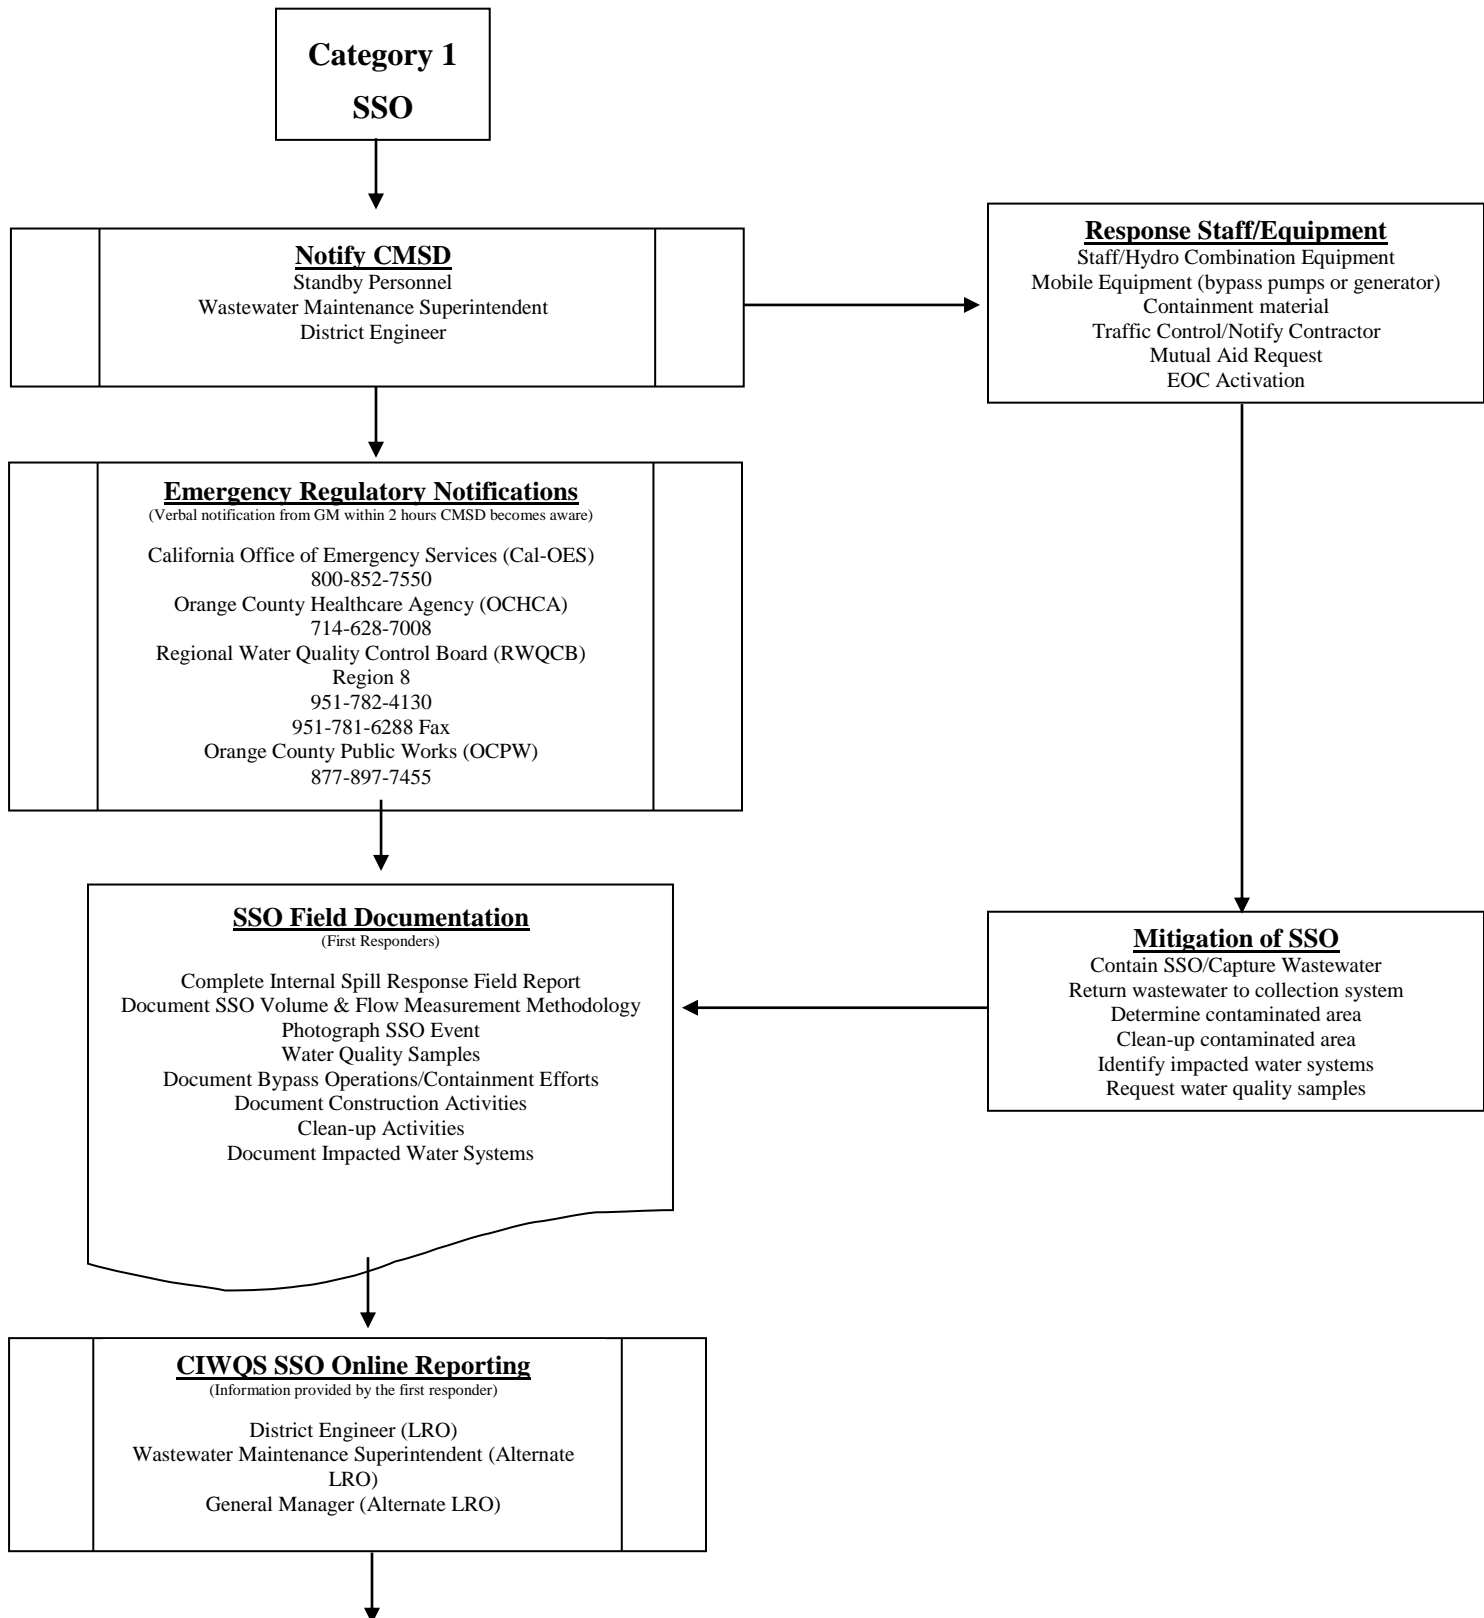 Category 1
SSO
Notify CMSD
Standby Personnel
Wastewater Maintenance Superintendent
District Engineer
Response Staff/Equipment
Staff/Hydro Combination Equipment
Mobile Equipment (bypass pumps or generator)
Containment material
Traffic Control/Notify Contractor
Mutual Aid Request
EOC Activation
Emergency Regulatory Notifications
(Verbal notification from GM within 2 hours CMSD becomes aware)
California Office of Emergency Services (Cal-OES)
800-852-7550
Orange County Healthcare Agency (OCHCA)
714-628-7008
Regional Water Quality Control Board (RWQCB)
Region 8
951-782-4130
951-781-6288 Fax
Orange County Public Works (OCPW)
877-897-7455
SSO Field Documentation
(First Responders)
Complete Internal Spill Response Field Report
Document SSO Volume & Flow Measurement Methodology
Photograph SSO Event
Water Quality Samples
Document Bypass Operations/Containment Efforts
Document Construction Activities
Clean-up Activities
Document Impacted Water Systems
Mitigation of SSO
Contain SSO/Capture Wastewater
Return wastewater to collection system
Determine contaminated area
Clean-up contaminated area
Identify impacted water systems
Request water quality samples
CIWQS SSO Online Reporting
(Information provided by the first responder)
District Engineer (LRO)
Wastewater Maintenance Superintendent (Alternate
LRO)
General Manager (Alternate LRO)